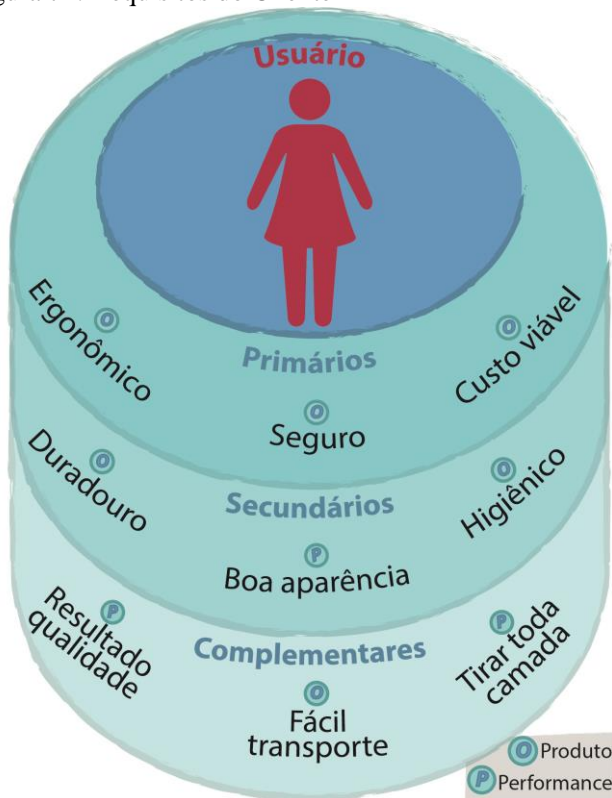 Usuário
Primários
O
Ergonômico
O
Seguro
O
Custo viável
Secundários
O
Duradouro
P
Boa aparência
O
Higiênico
Complementares
P
Resultado
qualidade
O
Fácil
transporte
P
Tirar toda
camada
O Produto
P Performance